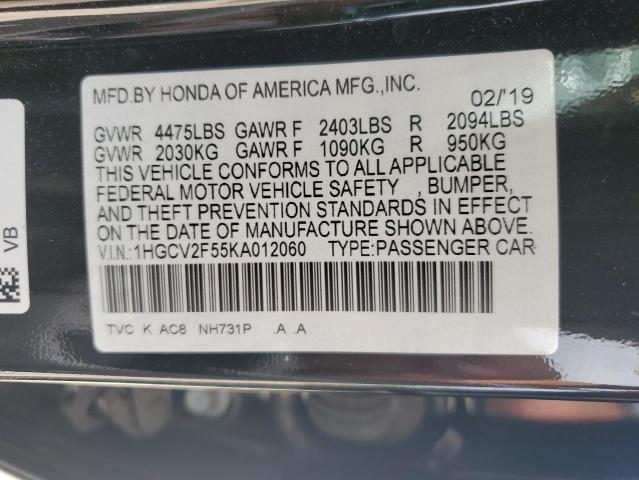 MFD.BY HONDA OF AMERICA MFG.,INC. 02/'19
GVWR 4475LBS GAWR F 2403LBS R 2094LBS
GVWR 2030KG GAWR F 1090KG R 950KG
THIS VEHICLE CONFORMS TO ALL APPLICABLE
FEDERAL MOTOR VEHICLE SAFETY , BUMPER,
AND THEFT PREVENTION STANDARDS IN EFFECT
ON THE DATE OF MANUFACTURE SHOWN ABOVE.
V.I.N.:1HGCV2F55KA012060 TYPE:PASSENGER CAR
TVC K AC8 NH731P .A .A
VB